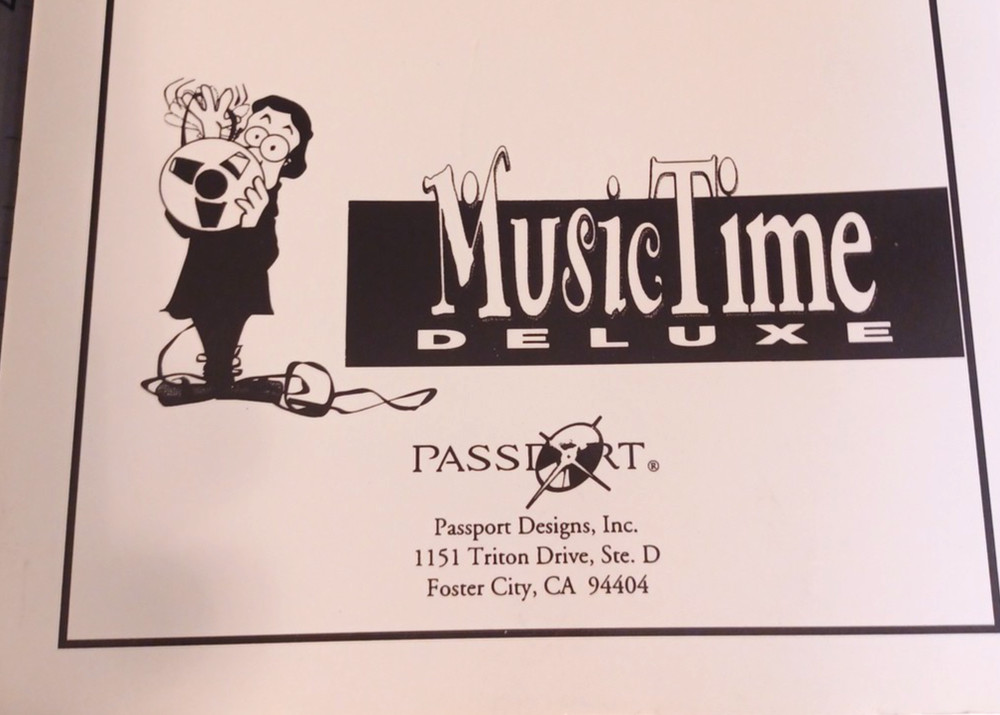 MusicTime
DELUXE
PASSPORT®
Passport Designs, Inc.
1151 Triton Drive, Ste. D
Foster City, CA 94404